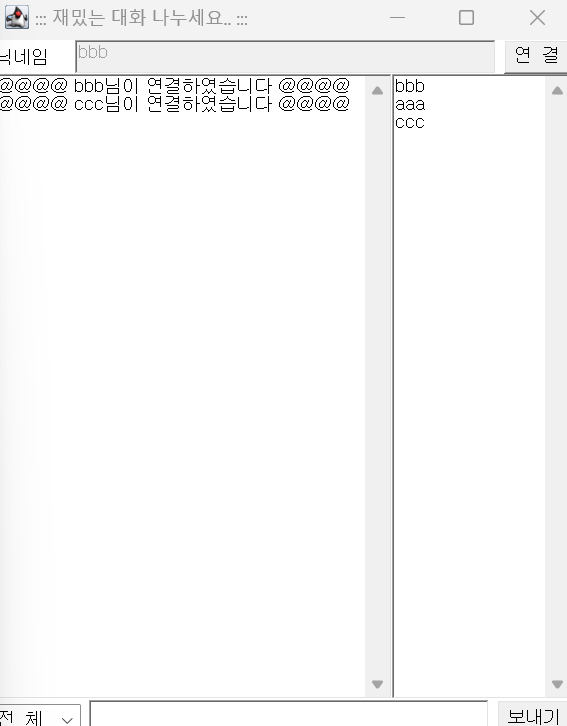 ::: 재밌는 대화 나누세요.. :::
닉네임 bbb 연 결
@@@@ bbb님이 연결하였습니다 @@@@
@@@@ ccc님이 연결하였습니다 @@@@
bbb
aaa
ccc
전 체 보내기